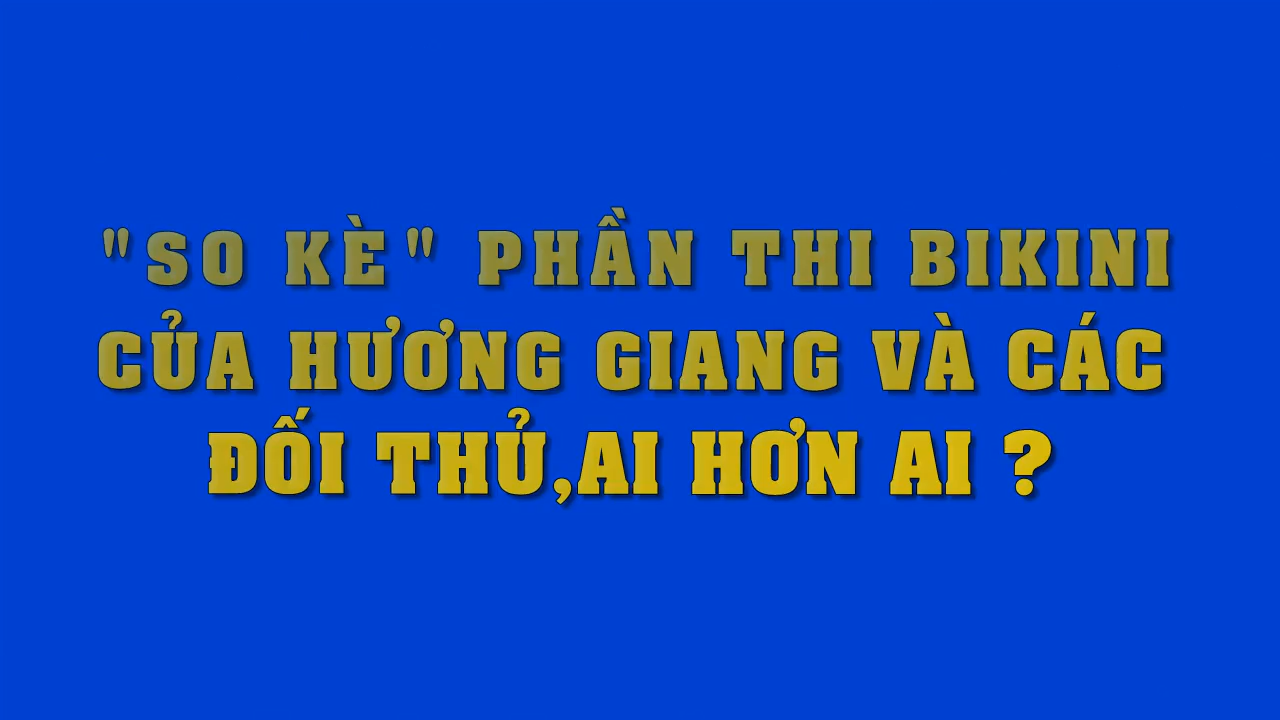 "SO KÈ" PHẦN THI BIKINI
CỦA HƯƠNG GIANG VÀ CÁC
ĐỐI THỦ,AI HƠN AI ?